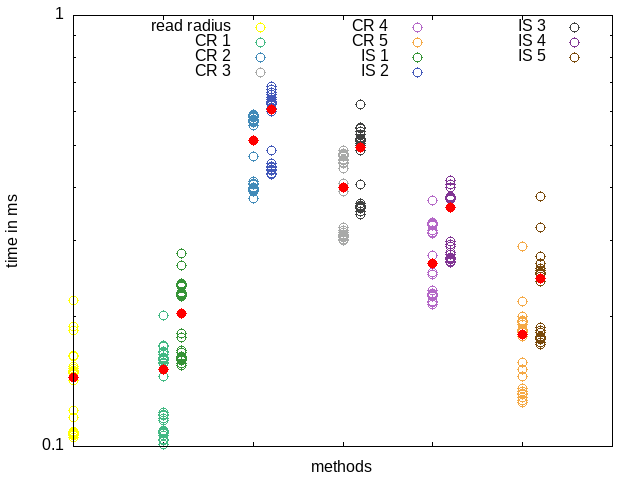 1
read radius CR 4 IS 3
CR 1 CR 5 IS 4
CR 2 IS 1 IS 5
CR 3 IS 2
time in ms
0.1
methods